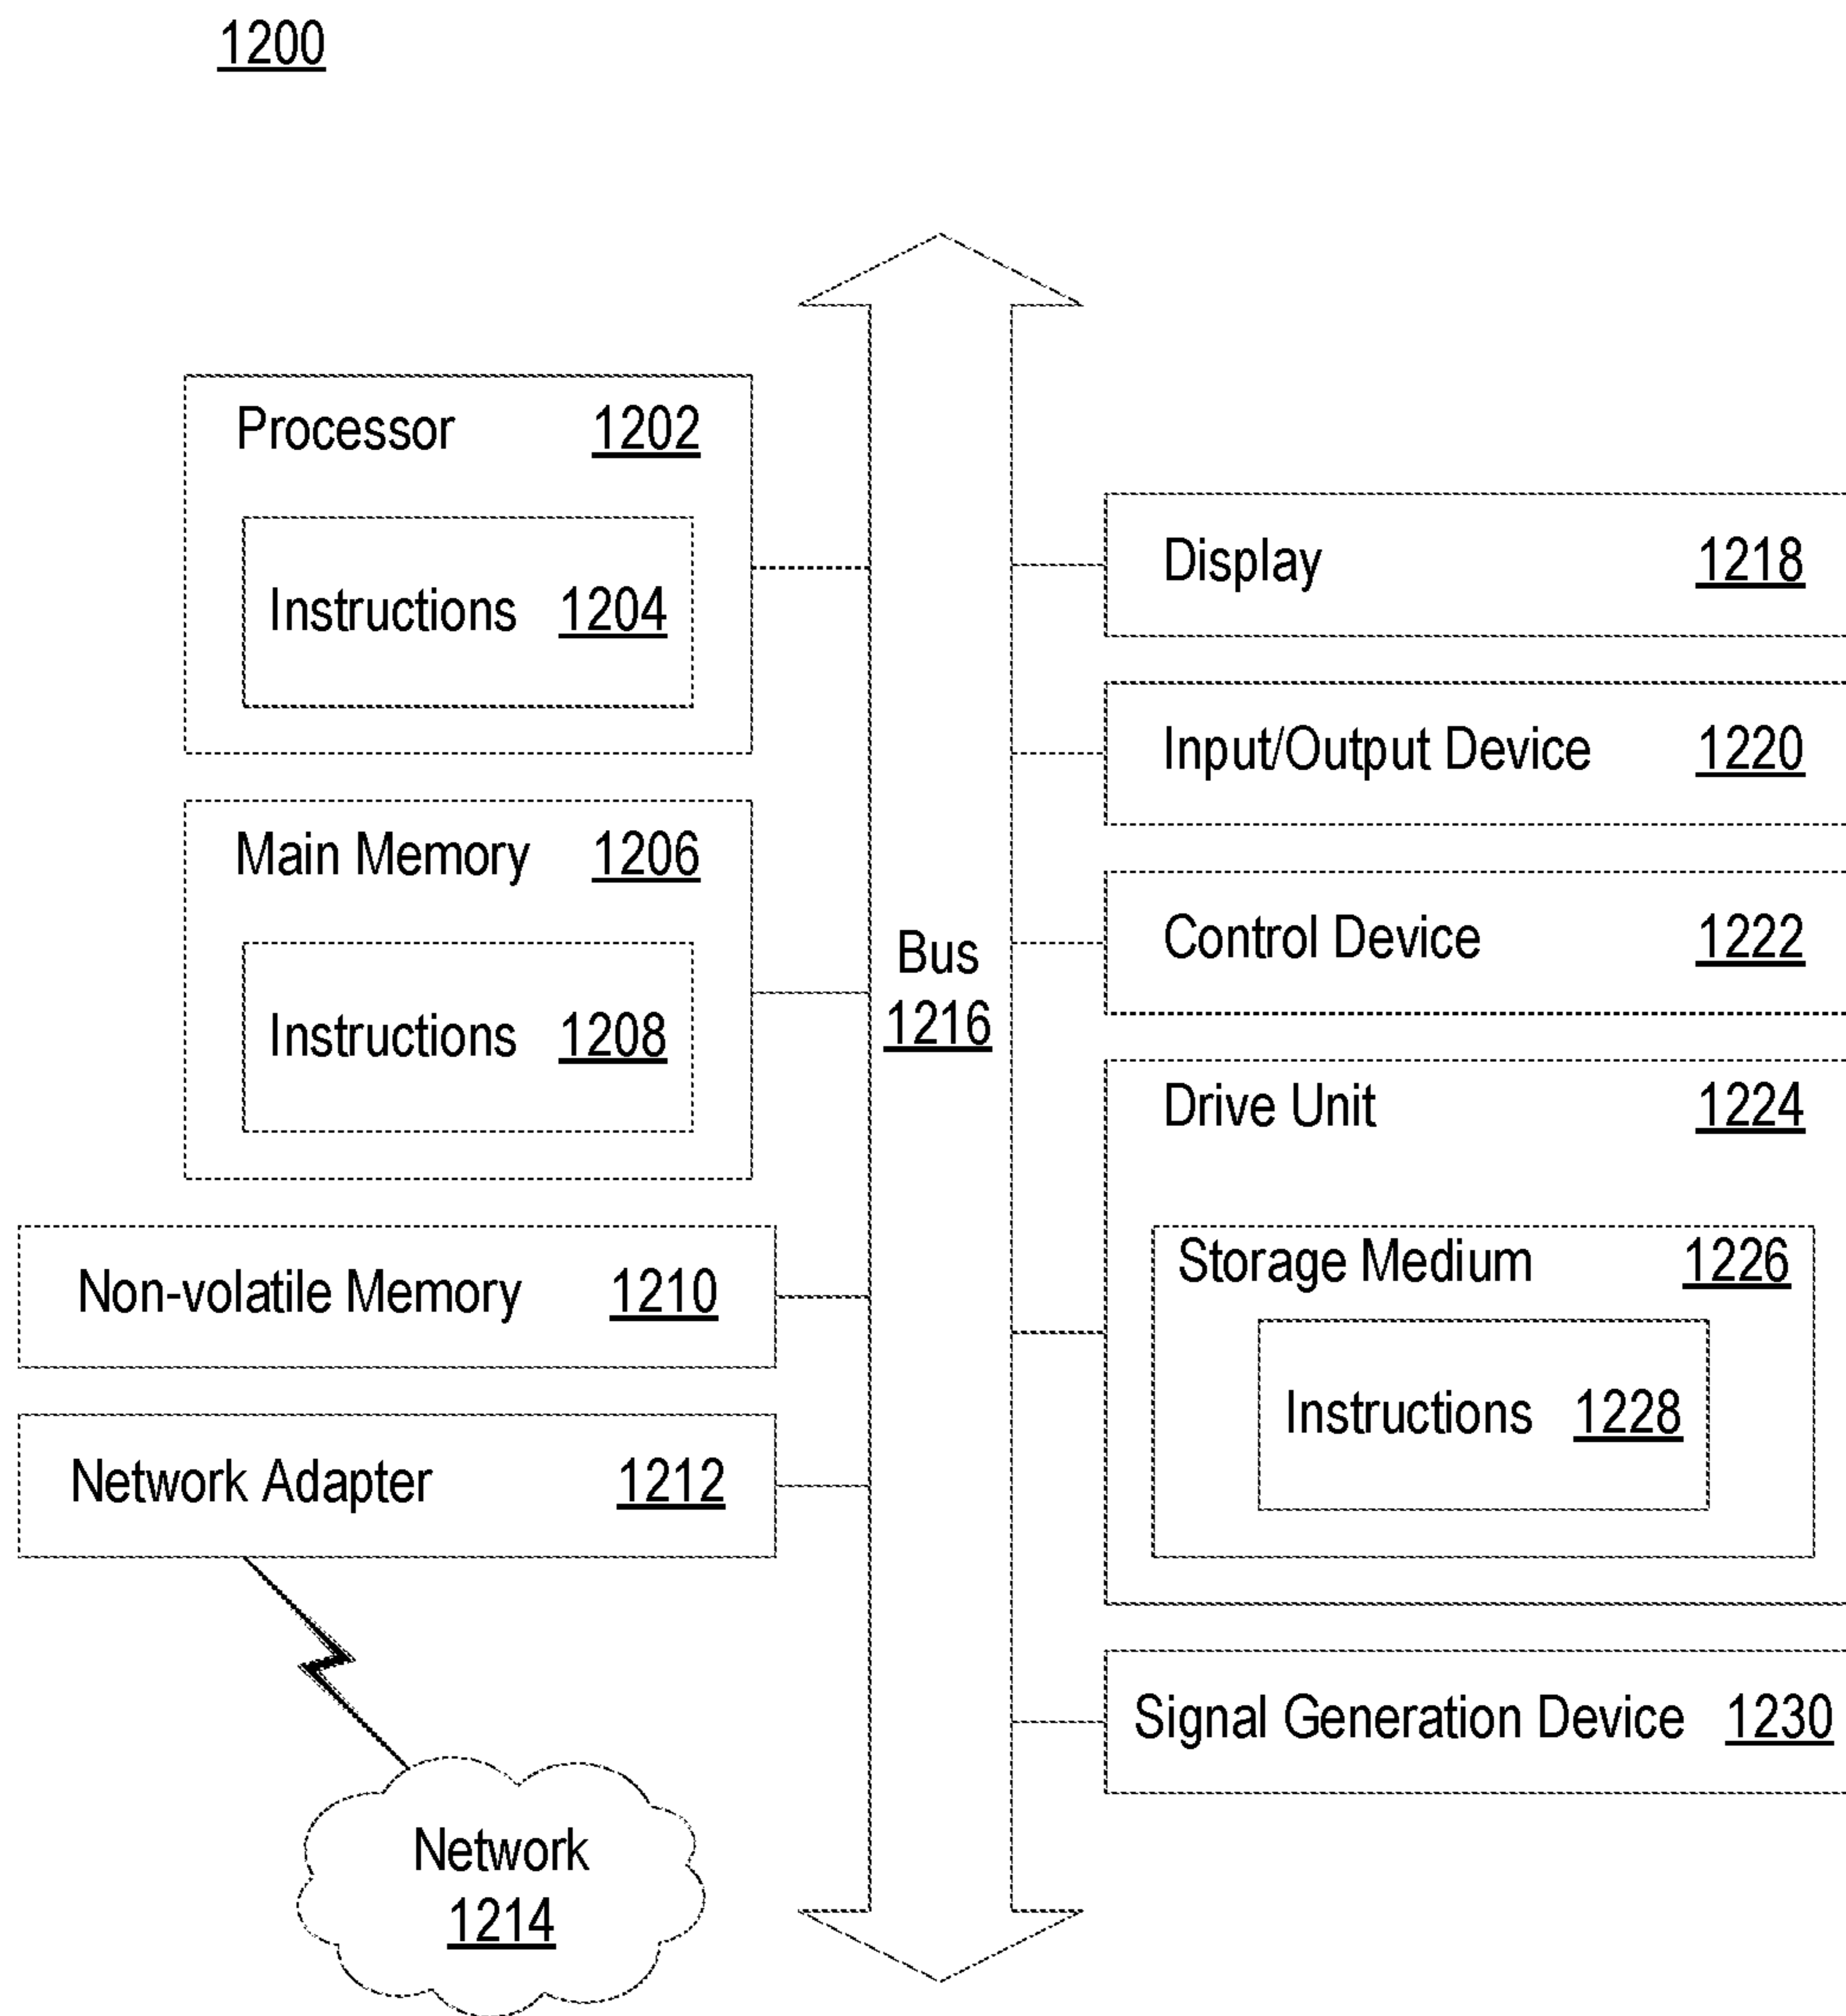 1200
Processor 1202
Instructions 1204
Main Memory 1206
Instructions 1208
Non-volatile Memory 1210
Network Adapter 1212
Network
1214
Bus
1216
Display 1218
Input/Output Device 1220
Control Device 1222
Drive Unit 1224
Storage Medium 1226
Instructions 1228
Signal Generation Device 1230